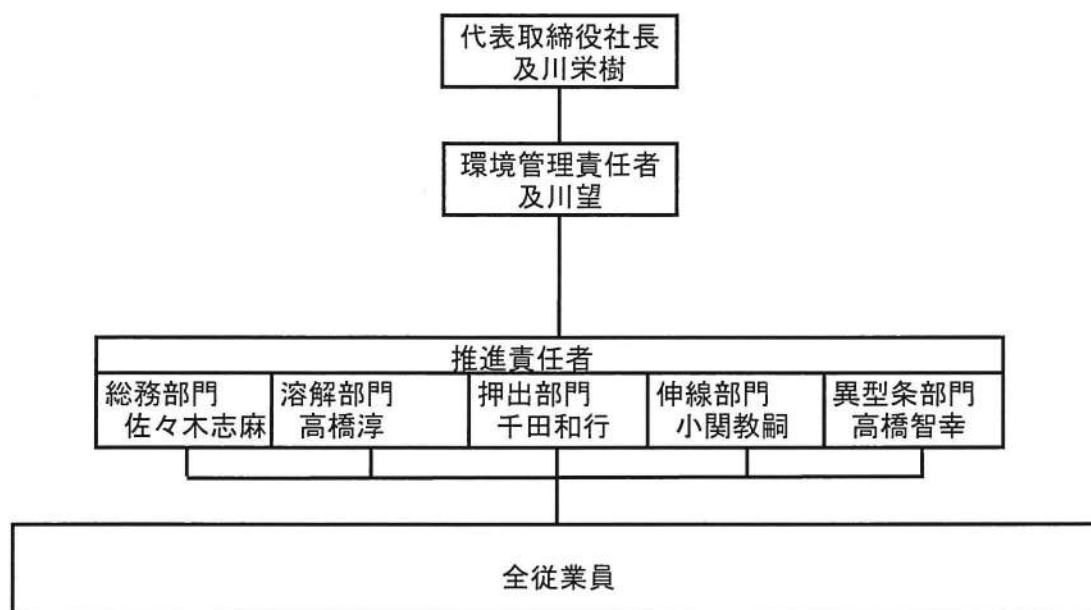 代表取締役社長
及川栄樹
環境管理責任者
及川望
推進責任者
総務部門
佐々木志麻
溶解部門
高橋淳
押出部門
千田和行
伸線部門
小関教嗣
異型条部門
高橋智幸
全従業員